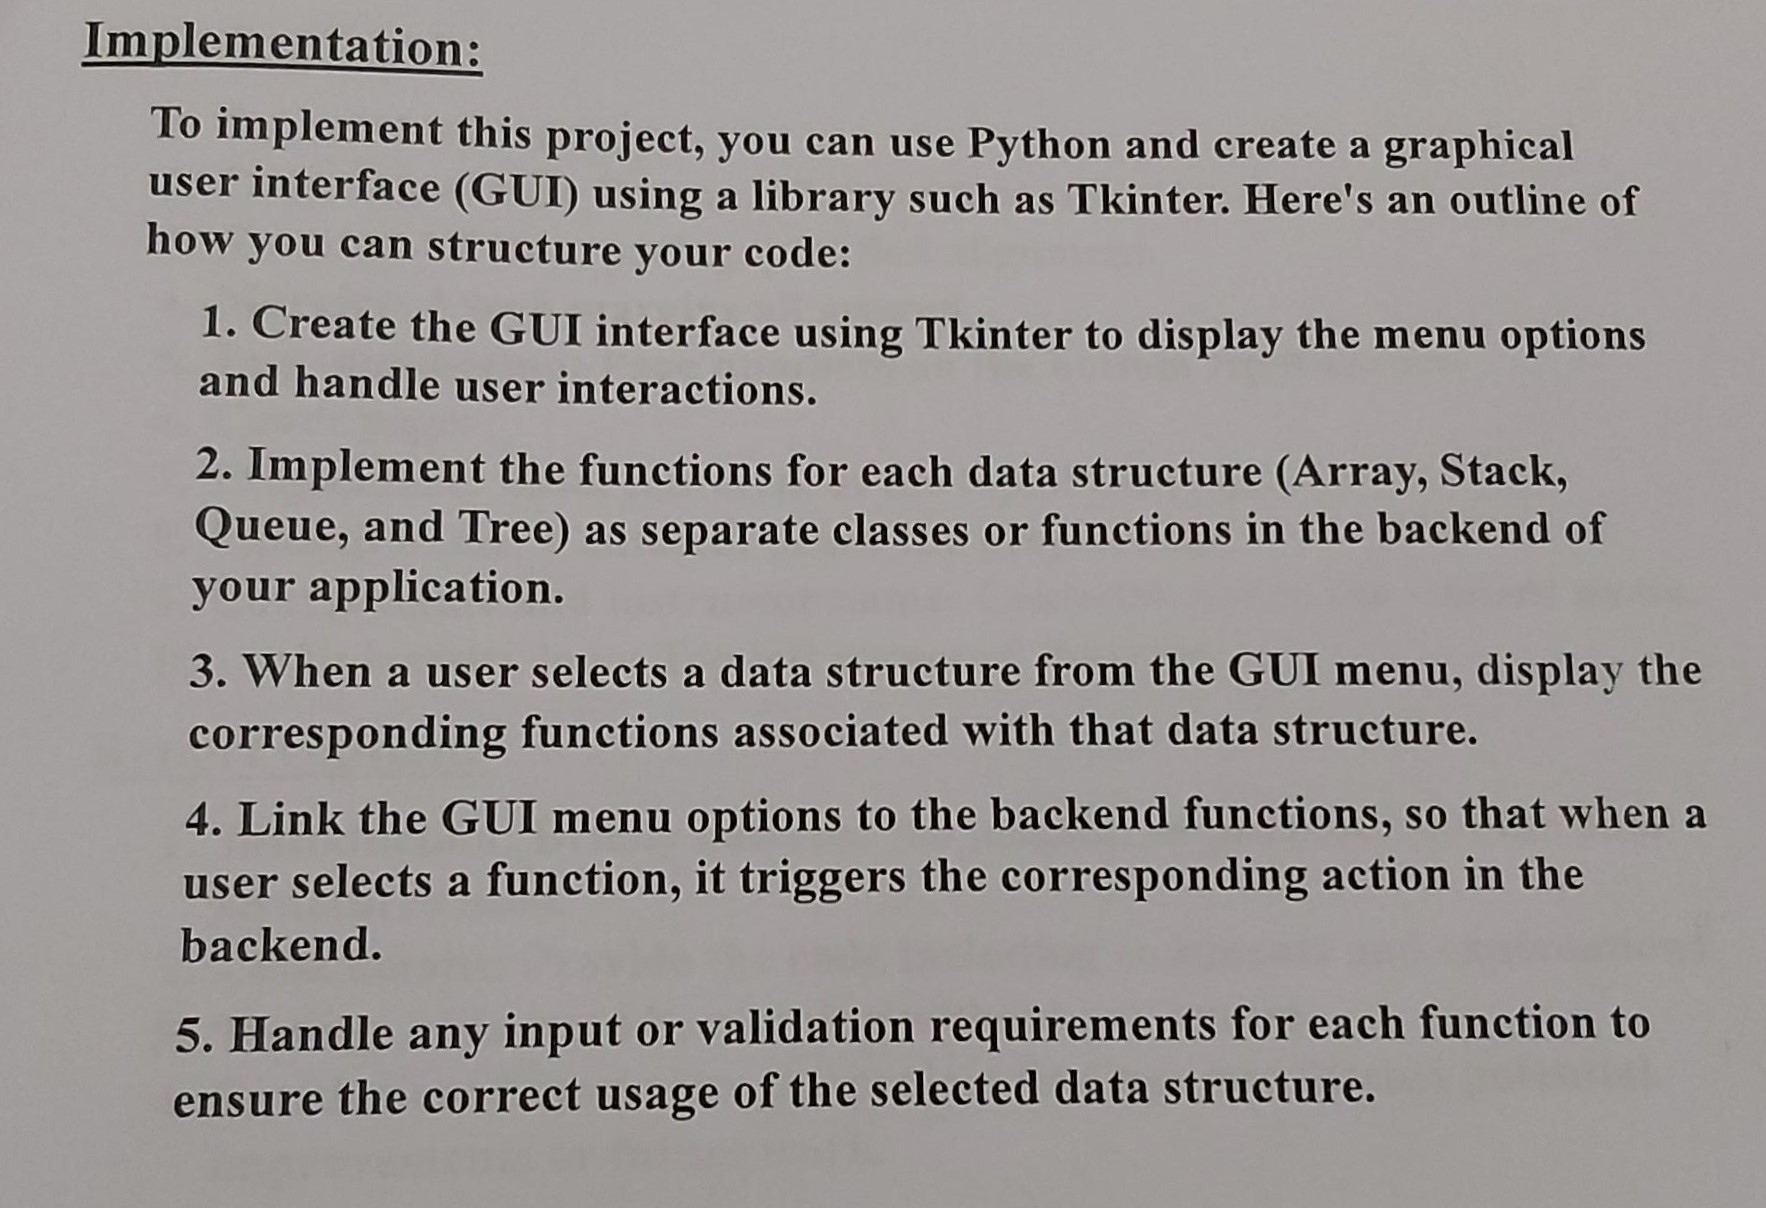 Implementation:
To implement this project, you can use Python and create a graphical
user interface (GUI) using a library such as Tkinter. Here's an outline of
how you can structure your code:
1. Create the GUI interface using Tkinter to display the menu options
and handle user interactions.
2. Implement the functions for each data structure (Array, Stack,
Queue, and Tree) as separate classes or functions in the backend of
your application.
3. When a user selects a data structure from the GUI menu, display the
corresponding functions associated with that data structure.
4. Link the GUI menu options to the backend functions, so that when a
user selects a function, it triggers the corresponding action in the
backend.
5. Handle any input or validation requirements for each function to
ensure the correct usage of the selected data structure.